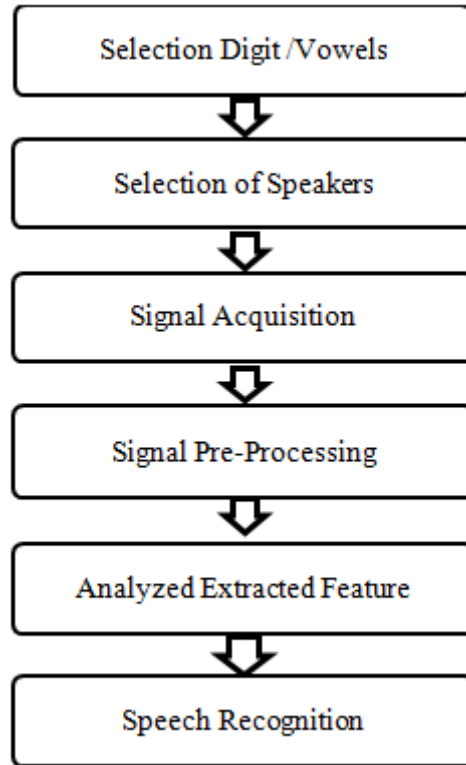 Selection Digit /Vowels
Selection of Speakers
Signal Acquisition
Signal Pre-Processing
Analyzed Extracted Feature
Speech Recognition